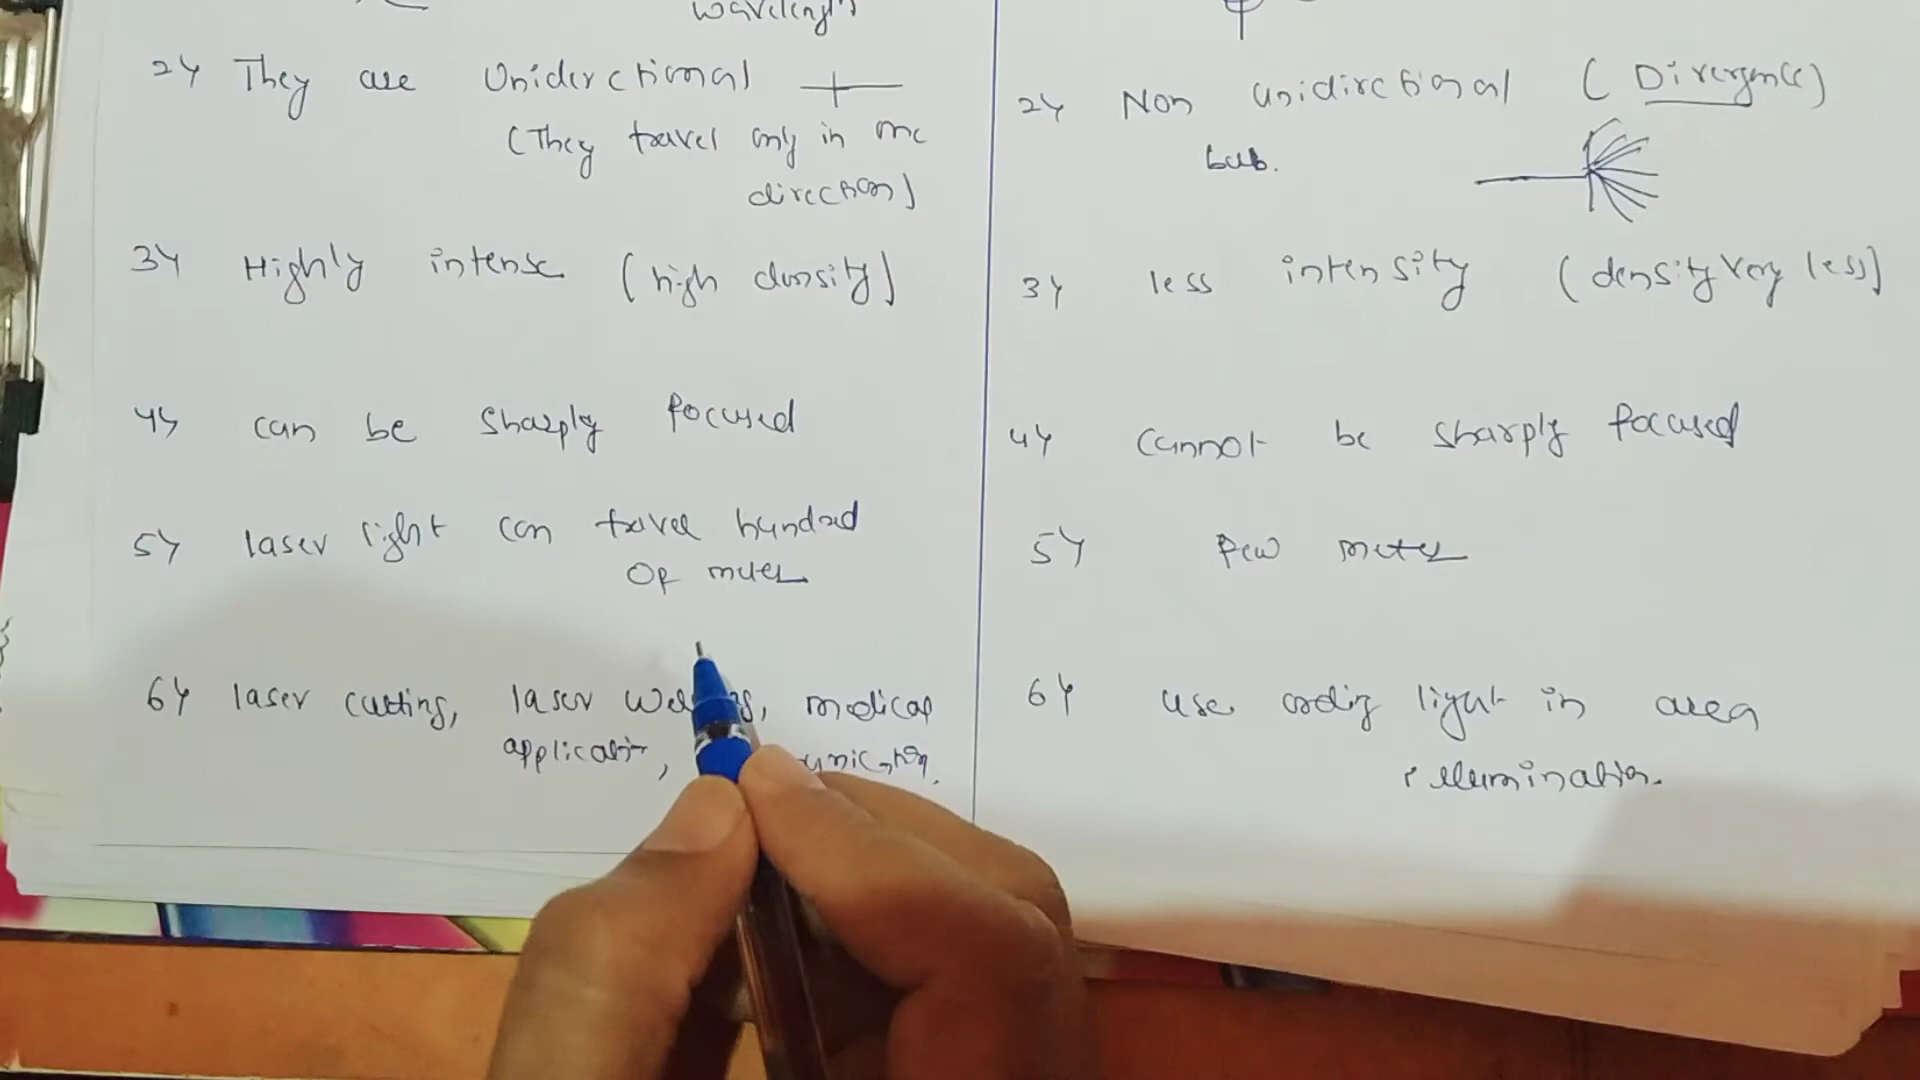 wavelength
2) They are Unidirectional
(They travel only in one
direction)
3) Highly intense (high density)
4) can be sharply focused
5) laser light can travel hundred
of meter
6) laser cutting, laser , medical
application,
2) Non unidirectional (Divergence)
bulb.
3) less intensity (density very less)
4) cannot be sharply focused
5) Few meter
6) use light in area
illumination.